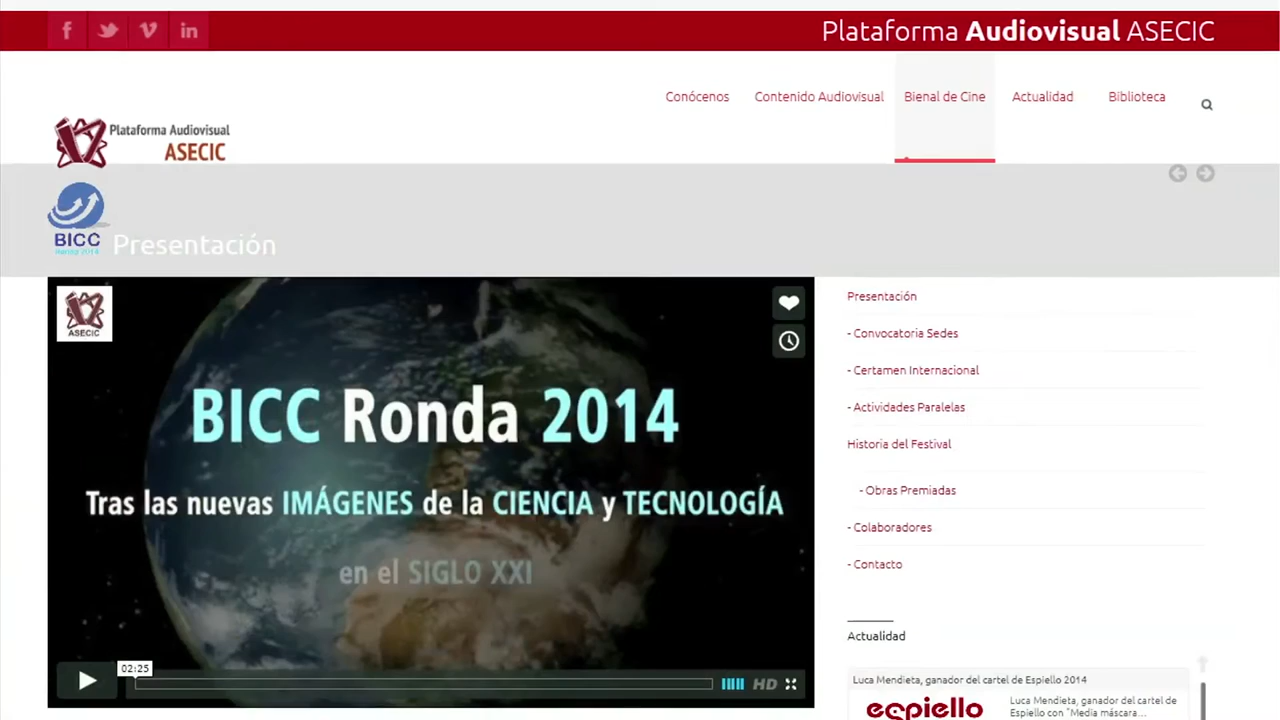 Plataforma Audiovisual ASECIC
Conócenos
Contenido Audiovisual
Bienal de Cine
Actualidad
Biblioteca
Plataforma Audiovisual
ASECIC
BICC
Presentación
ASECIC
BICC Ronda 2014
Tras las nuevas IMÁGENES de la CIENCIA y TECNOLOGÍA
en el SIGLO XXI
02:25
HD
Presentación
- Convocatoria Sedes
- Certamen Internacional
- Actividades Paralelas
Historia del Festival
- Obras Premiadas
- Colaboradores
- Contacto
Actualidad
Luca Mendieta, ganador del cartel de Espiello 2014
espiello
Luca Mendieta, ganador del cartel de
Espiello con "Media máscara...